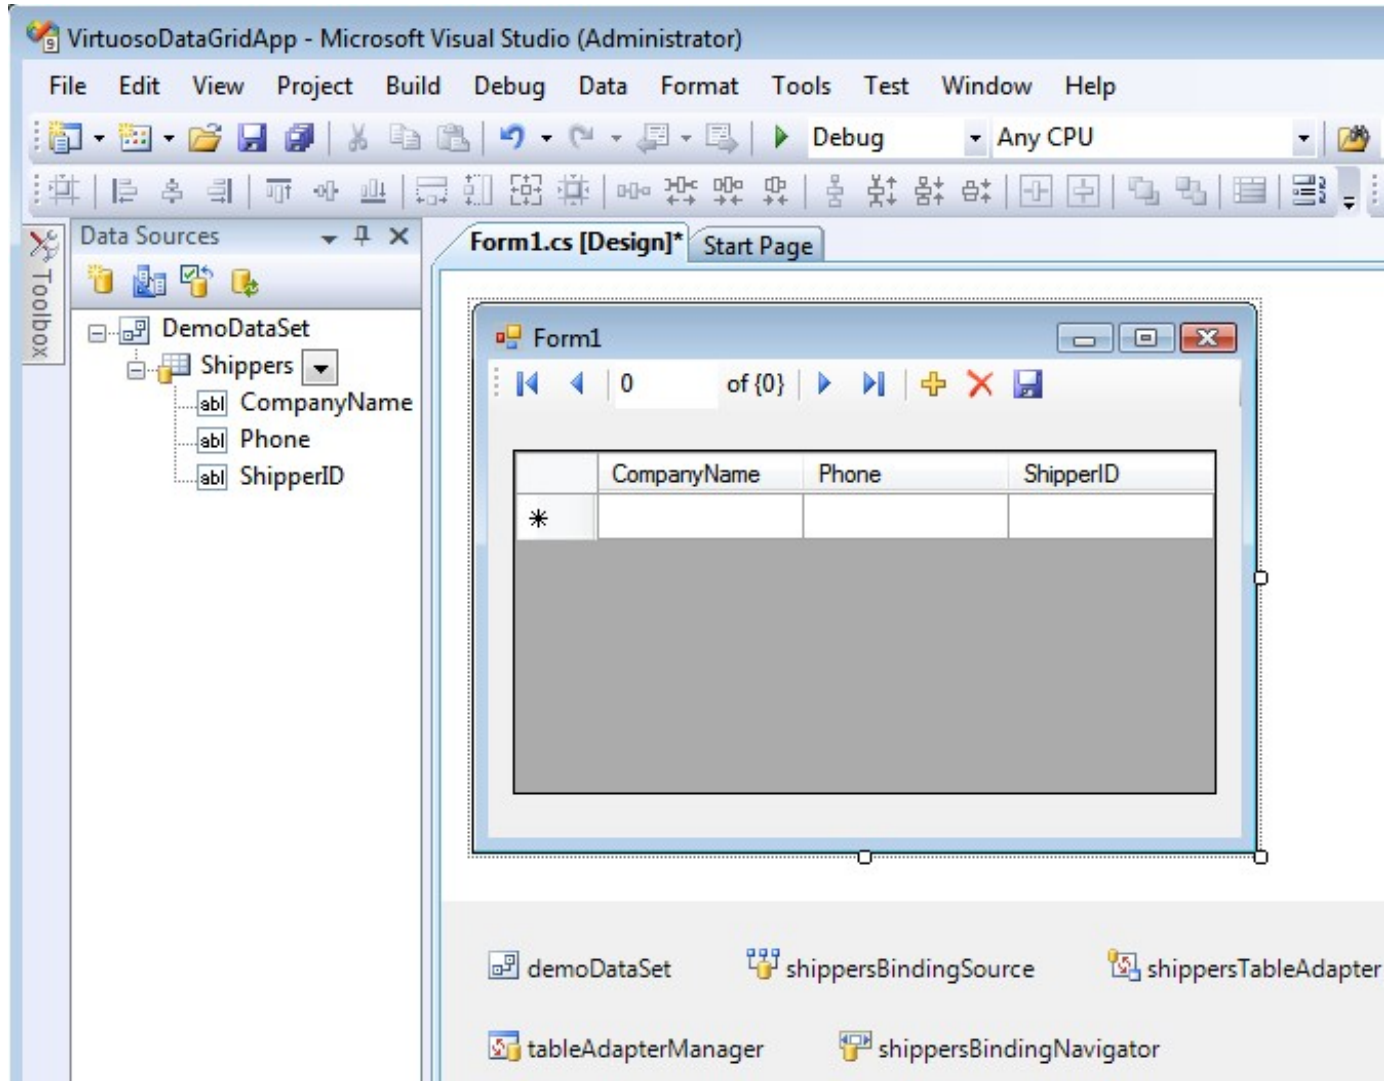 VirtuosoDataGridApp - Microsoft Visual Studio (Administrator)
File Edit View Project Build Debug Data Format Tools Test Window Help
Debug Any CPU
Toolbox
Data Sources
DemoDataSet
Shippers
abl CompanyName
abl Phone
abl ShipperID
Form1.cs [Design]* Start Page
Form1
0 of {0}
CompanyName Phone ShipperID
demoDataSet shippersBindingSource shippersTableAdapter
tableAdapterManager shippersBindingNavigator